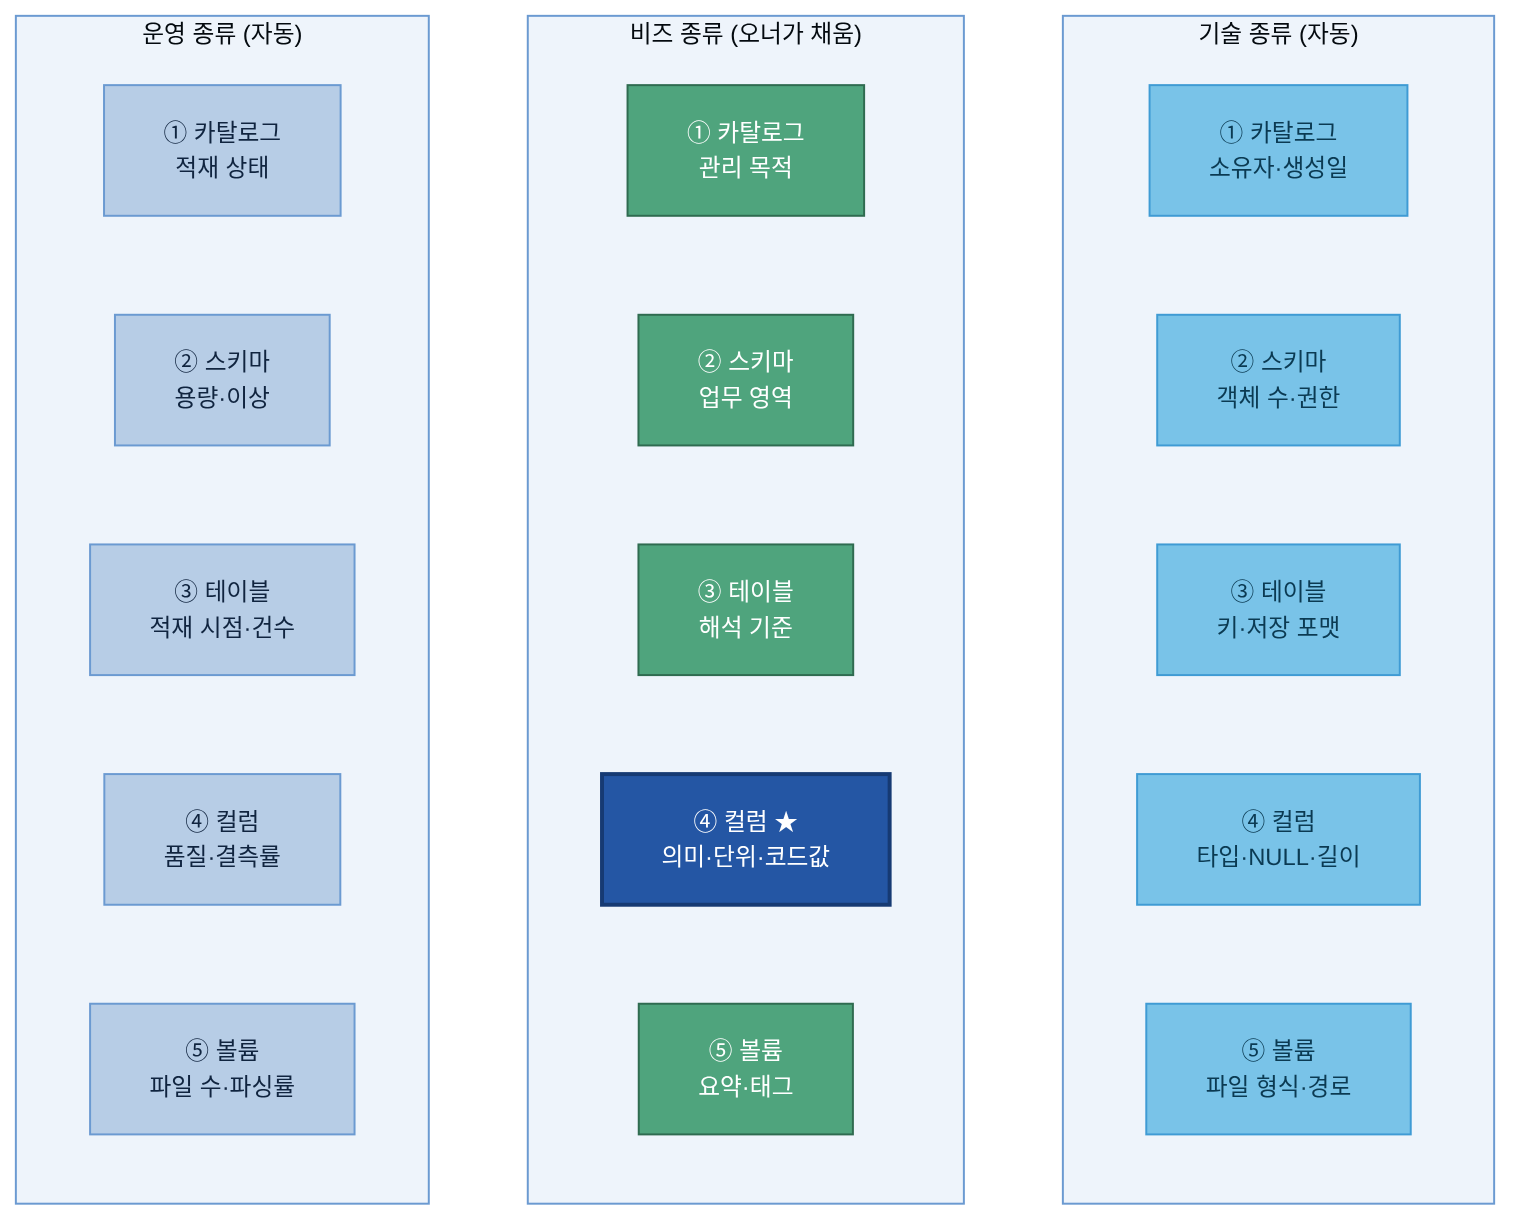 운영 종류 (자동)
① 카탈로그
적재 상태
② 스키마
용량·이상
③ 테이블
적재 시점·건수
④ 컬럼
품질·결측률
⑤ 볼륨
파일 수·파싱률
비즈 종류 (오너가 채움)
① 카탈로그
관리 목적
② 스키마
업무 영역
③ 테이블
해석 기준
④ 컬럼 ★
의미·단위·코드값
⑤ 볼륨
요약·태그
기술 종류 (자동)
① 카탈로그
소유자·생성일
② 스키마
객체 수·권한
③ 테이블
키·저장 포맷
④ 컬럼
타입·NULL·길이
⑤ 볼륨
파일 형식·경로